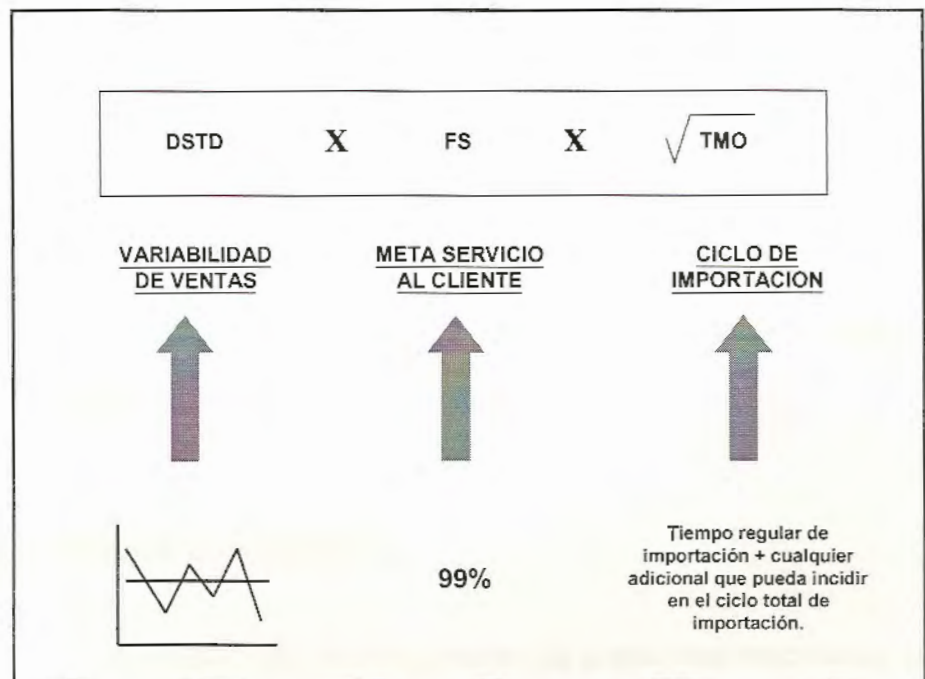 DSTD X FS X √TMO
VARIABILIDAD
DE VENTAS
META SERVICIO
AL CLIENTE
CICLO DE
IMPORTACION
99%
Tiempo regular de
importación + cualquier
adicional que pueda incidir
en el ciclo total de
importación.